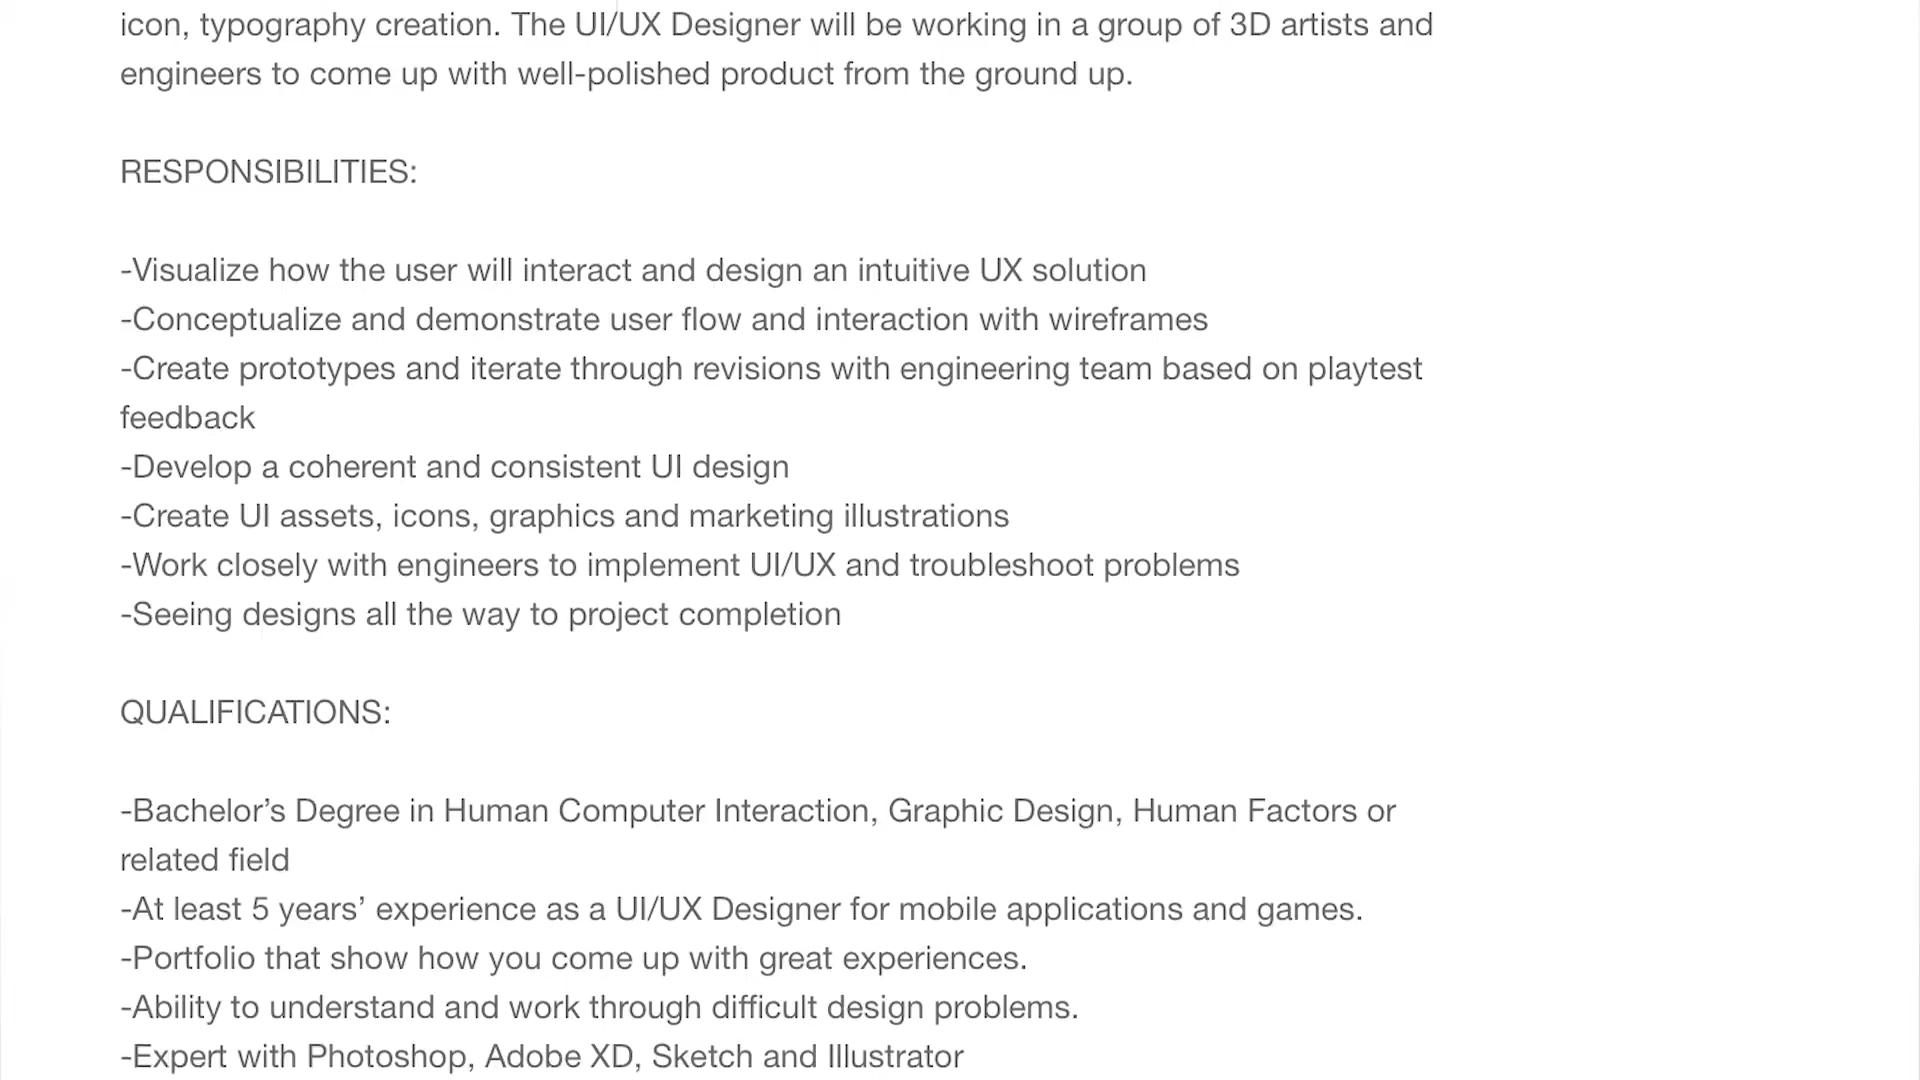 icon, typography creation. The UI/UX Designer will be working in a group of 3D artists and
engineers to come up with well-polished product from the ground up.
RESPONSIBILITIES:
-Visualize how the user will interact and design an intuitive UX solution
-Conceptualize and demonstrate user flow and interaction with wireframes
-Create prototypes and iterate through revisions with engineering team based on playtest
feedback
-Develop a coherent and consistent UI design
-Create UI assets, icons, graphics and marketing illustrations
-Work closely with engineers to implement UI/UX and troubleshoot problems
-Seeing designs all the way to project completion
QUALIFICATIONS:
-Bachelor’s Degree in Human Computer Interaction, Graphic Design, Human Factors or
related field
-At least 5 years’ experience as a UI/UX Designer for mobile applications and games.
-Portfolio that show how you come up with great experiences.
-Ability to understand and work through difficult design problems.
-Expert with Photoshop, Adobe XD, Sketch and Illustrator